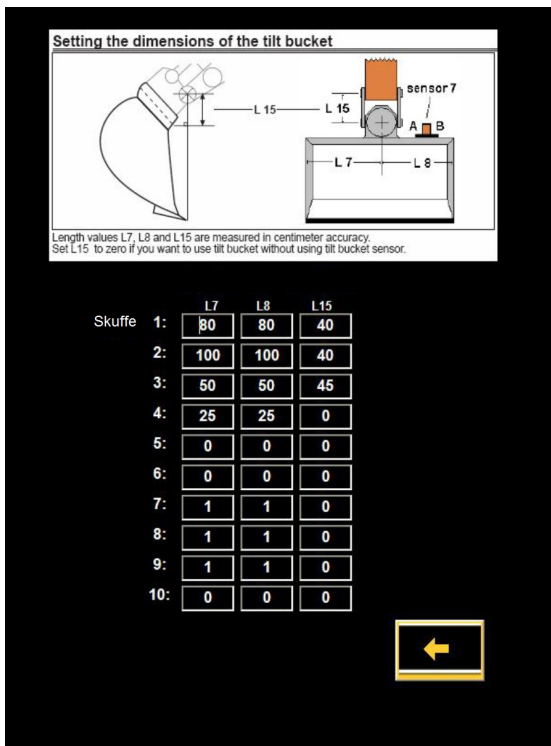 Setting the dimensions of the tilt bucket
sensor 7
L 15 L 15
A B
L 7 L 8
Length values L7, L8 and L15 are measured in centimeter accuracy.
Set L15 to zero if you want to use tilt bucket without using tilt bucket sensor.
L7 L8 L15
Skuffe 1: 80 80 40
2: 100 100 40
3: 50 50 45
4: 25 25 0
5: 0 0 0
6: 0 0 0
7: 1 1 0
8: 1 1 0
9: 1 1 0
10: 0 0 0